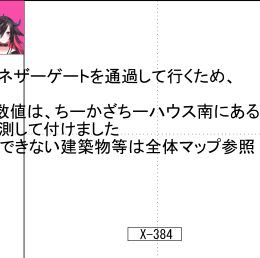 ネザーゲートを通過して行くため、
数値は、ちーかざちーハウス南にある
測して付けました
できない建築物等は全体マップ参照
X-384